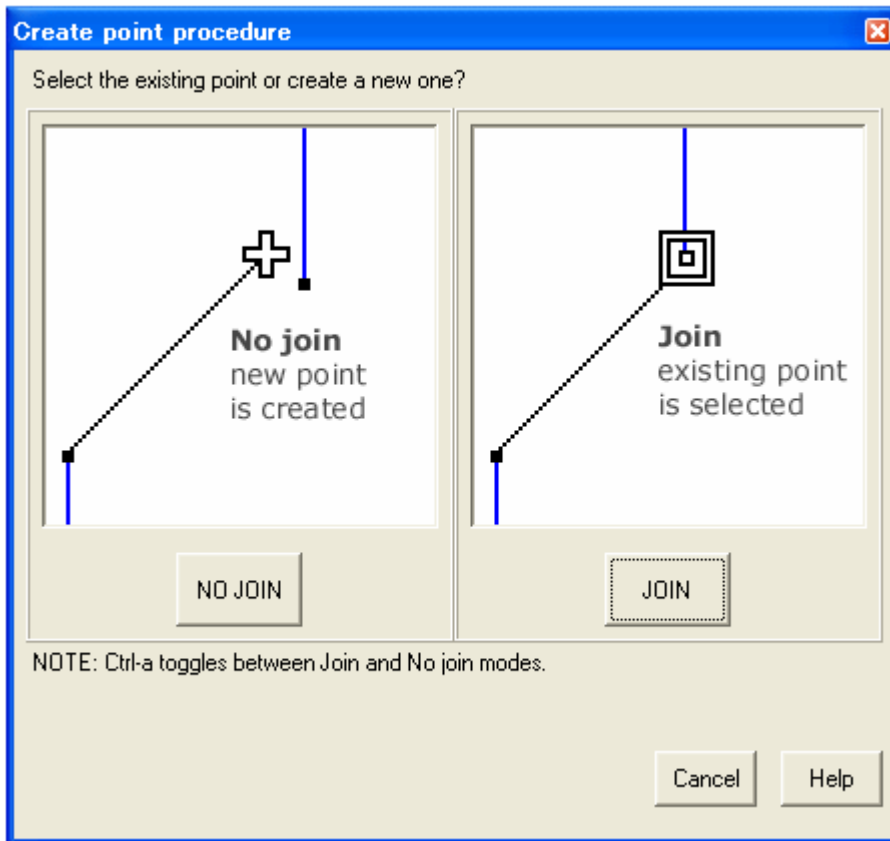 Create point procedure
Select the existing point or create a new one?
No join
new point
is created
Join
existing point
is selected
NO JOIN
JOIN
NOTE: Ctrl-a toggles between Join and No join modes.
Cancel
Help